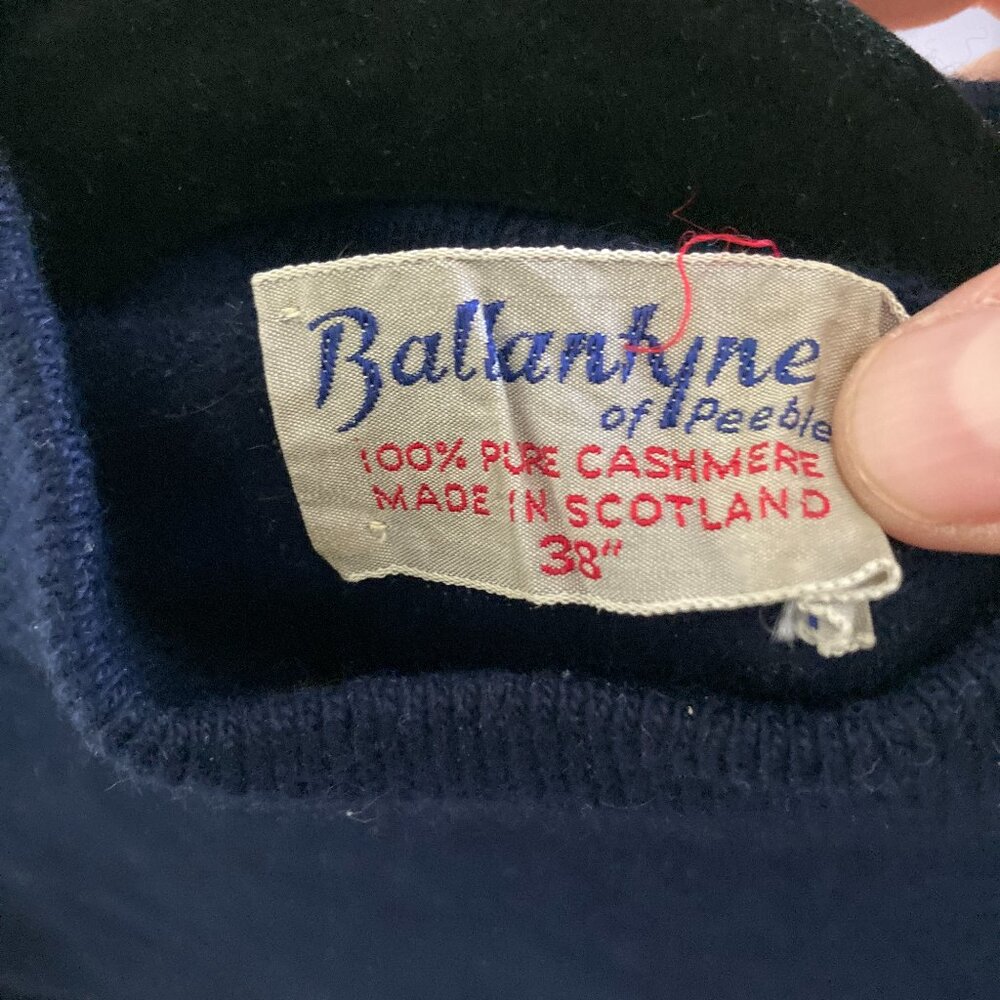 Ballantyne
of Peeble
100% PURE CASHMERE
MADE IN SCOTLAND
38"